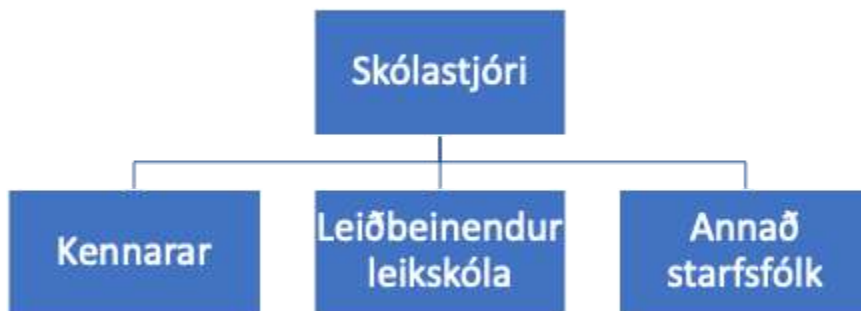 Skólastjóri
Kennarar
Leiðbeinendur
leikskóla
Annað
starfsfólk